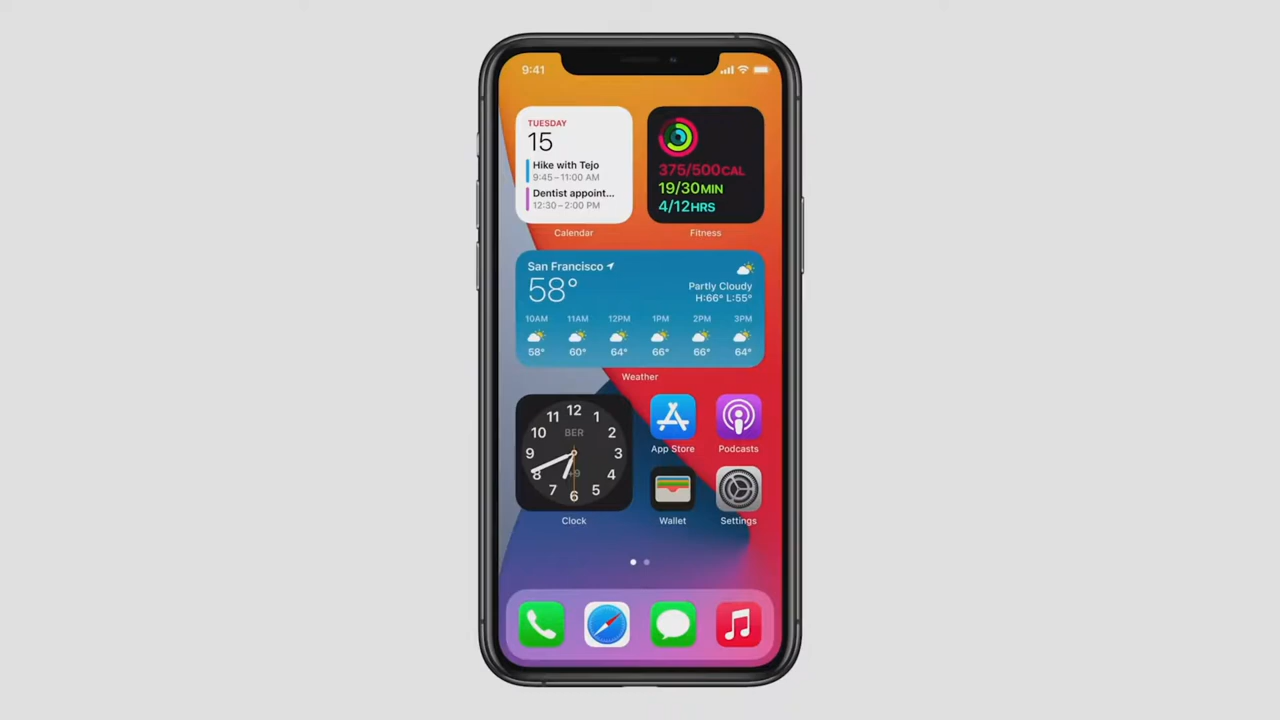 9:41
TUESDAY
15
Hike with Tejo
9:45–11:00 AM
Dentist appoint...
12:30–2:00 PM
Calendar
375/500CAL
19/30MIN
4/12HRS
Fitness
San Francisco
58°
Partly Cloudy
H:66° L:55°
10AM 11AM 12PM 1PM 2PM 3PM
58° 60° 64° 66° 66° 64°
Weather
12
1
2
3
4
5
6
7
8
9
10
11
BER
+9
Clock
App Store
Podcasts
Wallet
Settings